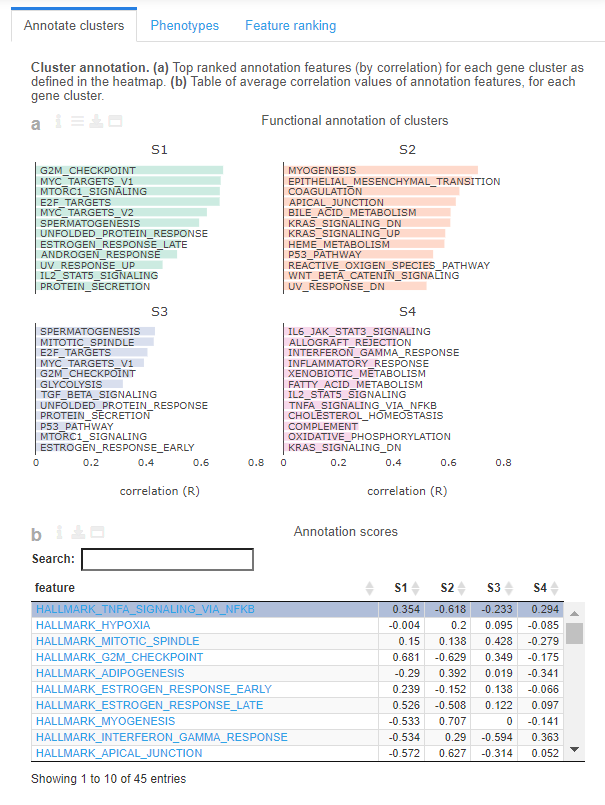 Annotate clusters Phenotypes Feature ranking
Cluster annotation. (a) Top ranked annotation features (by correlation) for each gene cluster as
defined in the heatmap. (b) Table of average correlation values of annotation features, for each
gene cluster.
a Functional annotation of clusters
S1
G2M_CHECKPOINT
MYC_TARGETS_V1
MTORC1_SIGNALING
E2F_TARGETS
MYC_TARGETS_V2
SPERMATOGENESIS
UNFOLDED_PROTEIN_RESPONSE
ESTROGEN_RESPONSE_LATE
ANDROGEN_RESPONSE
UV_RESPONSE_UP
IL2_STAT5_SIGNALING
PROTEIN_SECRETION
S2
MYOGENESIS
EPITHELIAL_MESENCHYMAL_TRANSITION
COAGULATION
APICAL_JUNCTION
BILE_ACID_METABOLISM
KRAS_SIGNALING_DN
KRAS_SIGNALING_UP
HEME_METABOLISM
P53_PATHWAY
REACTIVE_OXIGEN_SPECIES_PATHWAY
WNT_BETA_CATENIN_SIGNALING
UV_RESPONSE_DN
S3
SPERMATOGENESIS
MITOTIC_SPINDLE
E2F_TARGETS
MYC_TARGETS_V1
G2M_CHECKPOINT
GLYCOLYSIS
TGF_BETA_SIGNALING
UNFOLDED_PROTEIN_RESPONSE
PROTEIN_SECRETION
P53_PATHWAY
MTORC1_SIGNALING
ESTROGEN_RESPONSE_EARLY
0 0.2 0.4 0.6 0.8
correlation (R)
S4
IL6_JAK_STAT3_SIGNALING
ALLOGRAFT_REJECTION
INTERFERON_GAMMA_RESPONSE
INFLAMMATORY_RESPONSE
XENOBIOTIC_METABOLISM
FATTY_ACID_METABOLISM
IL2_STAT5_SIGNALING
TNFA_SIGNALING_VIA_NFKB
CHOLESTEROL_HOMEOSTASIS
COMPLEMENT
OXIDATIVE_PHOSPHORYLATION
KRAS_SIGNALING_DN
0 0.2 0.4 0.6 0.8
correlation (R)
b Annotation scores
Search:
feature S1 S2 S3 S4
HALLMARK_TNFA_SIGNALING_VIA_NFKB 0.354 -0.618 -0.233 0.294
HALLMARK_HYPOXIA -0.004 0.2 0.095 -0.085
HALLMARK_MITOTIC_SPINDLE 0.15 0.138 0.428 -0.279
HALLMARK_G2M_CHECKPOINT 0.681 -0.629 0.349 -0.175
HALLMARK_ADIPOGENESIS -0.29 0.392 0.019 -0.341
HALLMARK_ESTROGEN_RESPONSE_EARLY 0.239 -0.152 0.138 -0.066
HALLMARK_ESTROGEN_RESPONSE_LATE 0.526 -0.508 0.122 0.097
HALLMARK_MYOGENESIS -0.533 0.707 0 -0.141
HALLMARK_INTERFERON_GAMMA_RESPONSE -0.534 0.29 -0.594 0.363
HALLMARK_APICAL_JUNCTION -0.572 0.627 -0.314 0.052
Showing 1 to 10 of 45 entries